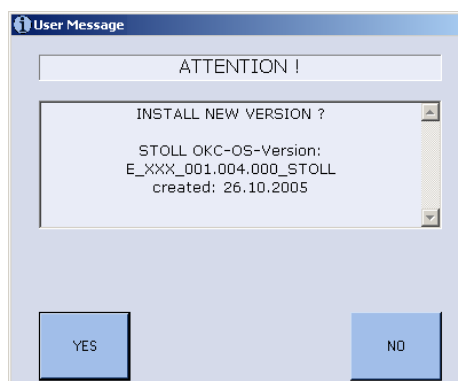 User Message
ATTENTION !
INSTALL NEW VERSION ?
STOLL OKC-OS-Version:
E_XXX_001.004.000_STOLL
created: 26.10.2005
YES
NO